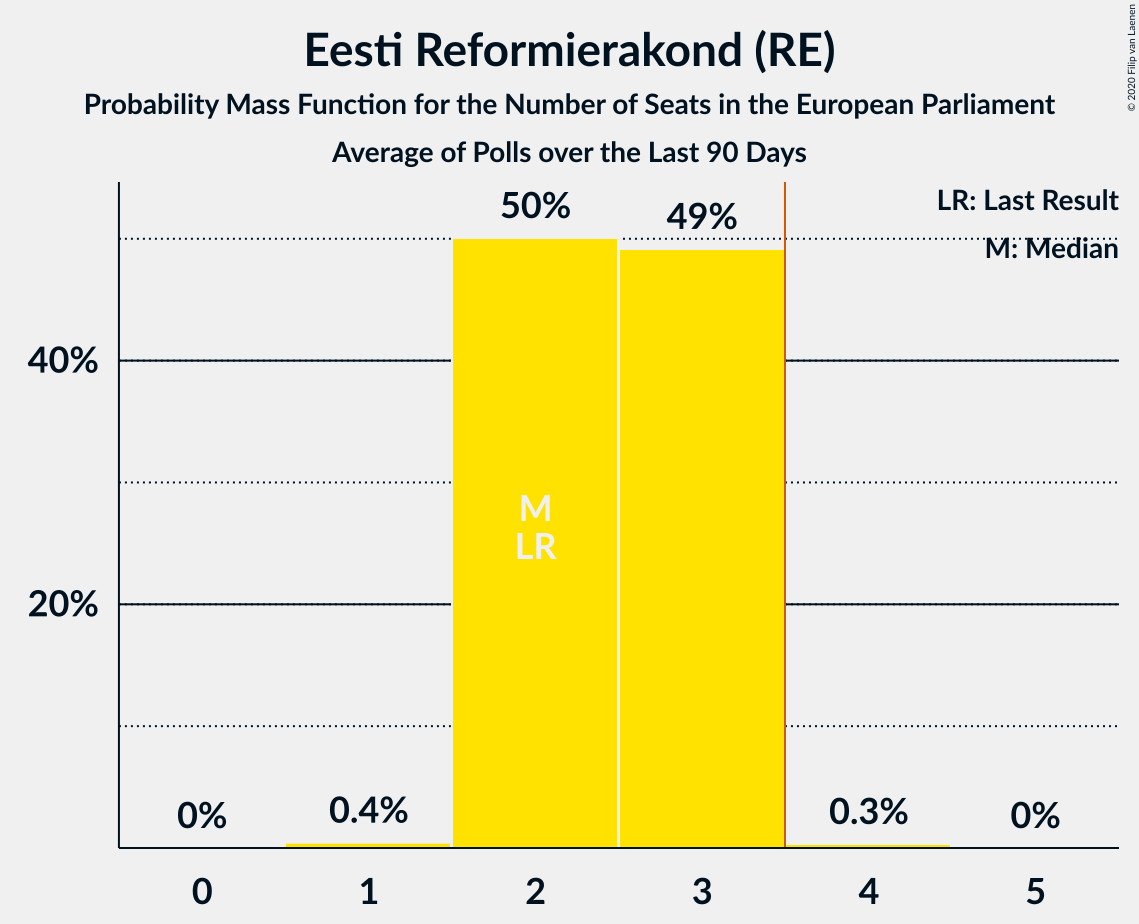 Eesti Reformierakond (RE)
Probability Mass Function for the Number of Seats in the European Parliament
Average of Polls over the Last 90 Days
© 2020 Filip van Laenen
LR: Last Result
M: Median
50%
49%
40%
M
LR
20%
0%
0.4%
0.3%
0%
0 1 2 3 4 5